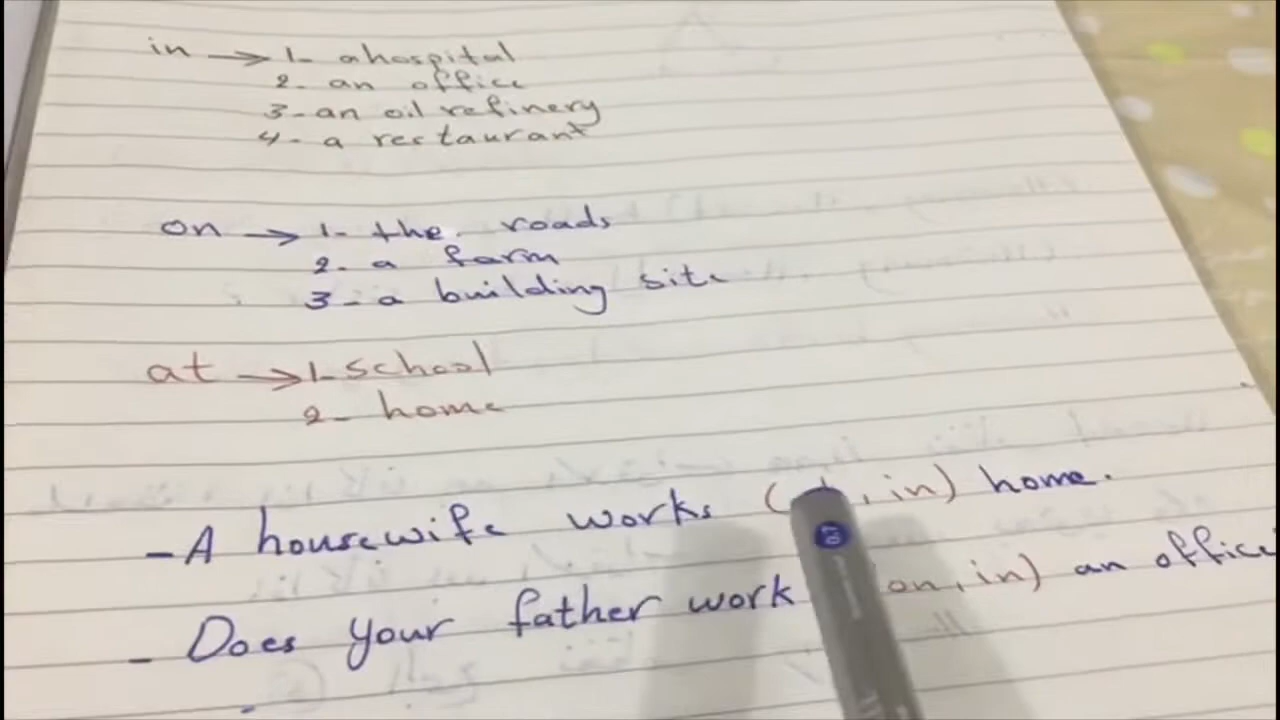 in → 1- a hospital
2- an office
3- an oil refinery
4- a restaurant
on → 1- the roads
2. a farm
3- a building site
at → 1- school
2- home
- A housewife works ( , in) home.
- Does your father work on, in) an office